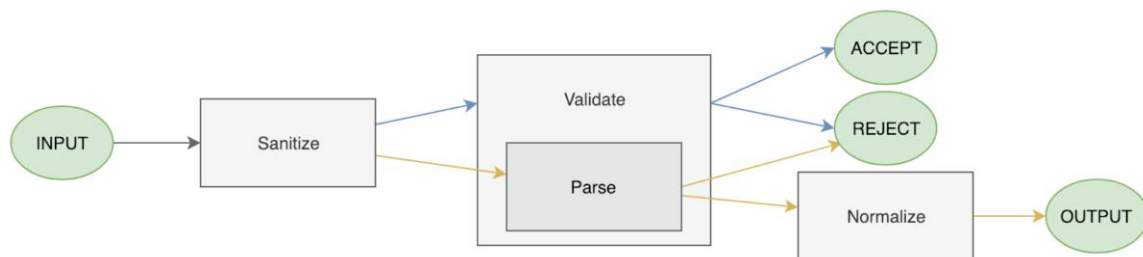 INPUT
Sanitize
Validate
Parse
ACCEPT
REJECT
Normalize
OUTPUT